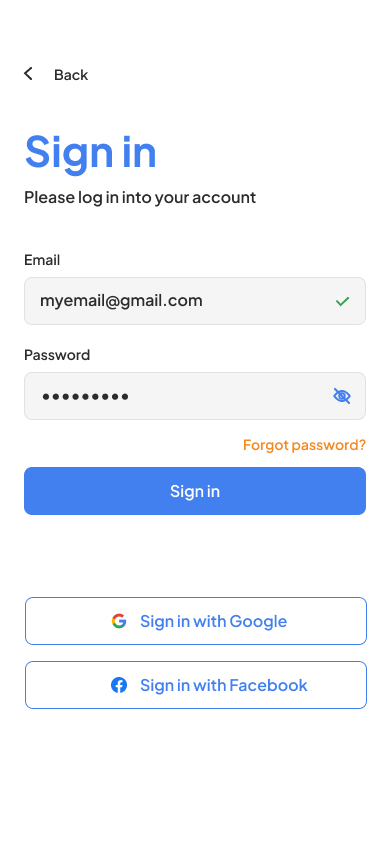 Back
Sign in
Please log in into your account
Email
myemail@gmail.com
Password
•••••••••
Forgot password?
Sign in
Sign in with Google
Sign in with Facebook